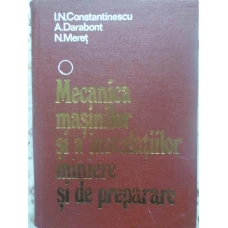 I.N.Constantinescu
A.Darabont
N.Mereț
Mecanica
mașinilor
și a instalațiilor
miniere
și de preparare